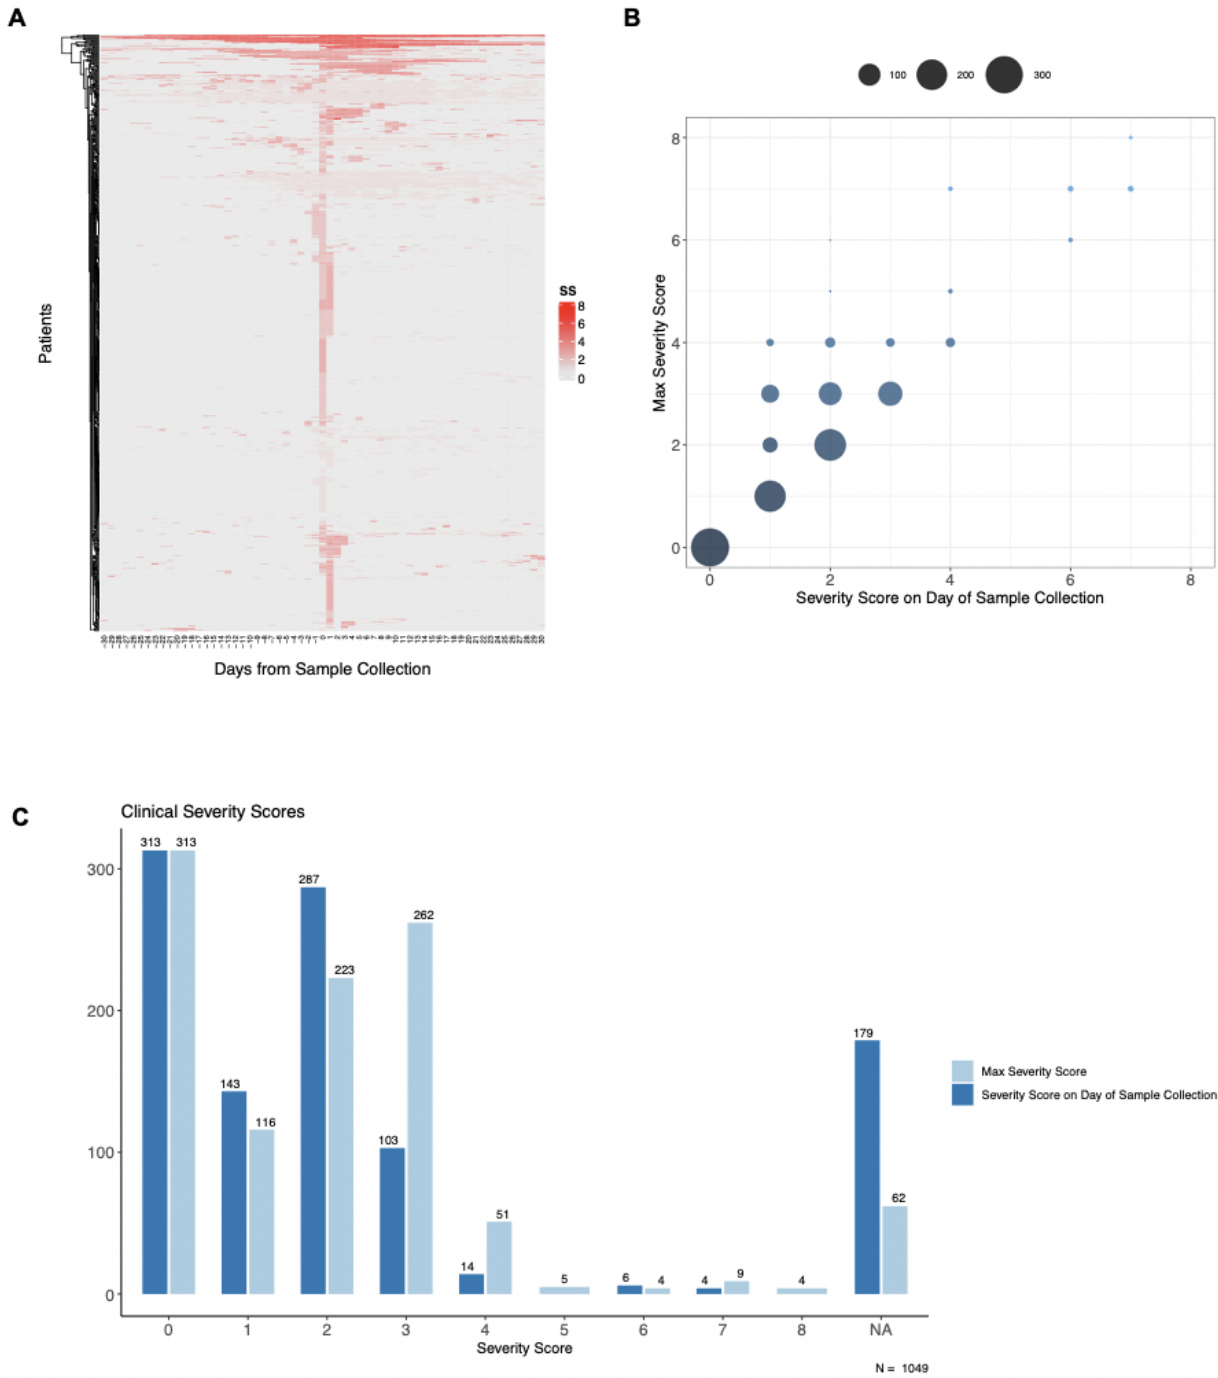 A
Patients
SS
8
6
4
2
0
Days from Sample Collection
B
100 200 300
Max Severity Score
8
6
4
2
0
0 2 4 6 8
Severity Score on Day of Sample Collection
C
Clinical Severity Scores
300
200
100
0
313 313
143 116
287 223
103 262
14 51
5
6 4
4 9
4
179 62
0 1 2 3 4 5 6 7 8 NA
Severity Score
Max Severity Score
Severity Score on Day of Sample Collection
N = 1049